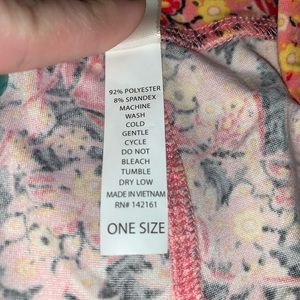 92% POLYESTER
8% SPANDEX
MACHINE
WASH
COLD
GENTLE
CYCLE
DO NOT
BLEACH
TUMBLE
DRY LOW
MADE IN VIETNAM
RN# 142161
ONE SIZE